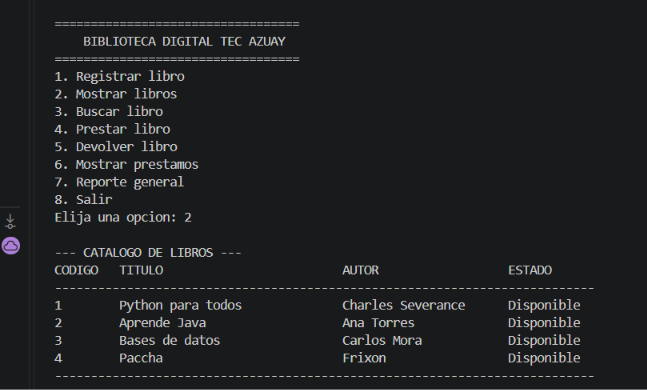 ==================================
BIBLIOTECA DIGITAL TEC AZUAY
==================================
1. Registrar libro
2. Mostrar libros
3. Buscar libro
4. Prestar libro
5. Devolver libro
6. Mostrar prestamos
7. Reporte general
8. Salir
Elija una opcion: 2
--- CATALOGO DE LIBROS ---
CODIGO   TITULO                         AUTOR                  ESTADO
---------------------------------------------------------------------------
1        Python para todos              Charles Severance      Disponible
2        Aprende Java                   Ana Torres             Disponible
3        Bases de datos                 Carlos Mora            Disponible
4        Paccha                         Frixon                 Disponible
---------------------------------------------------------------------------